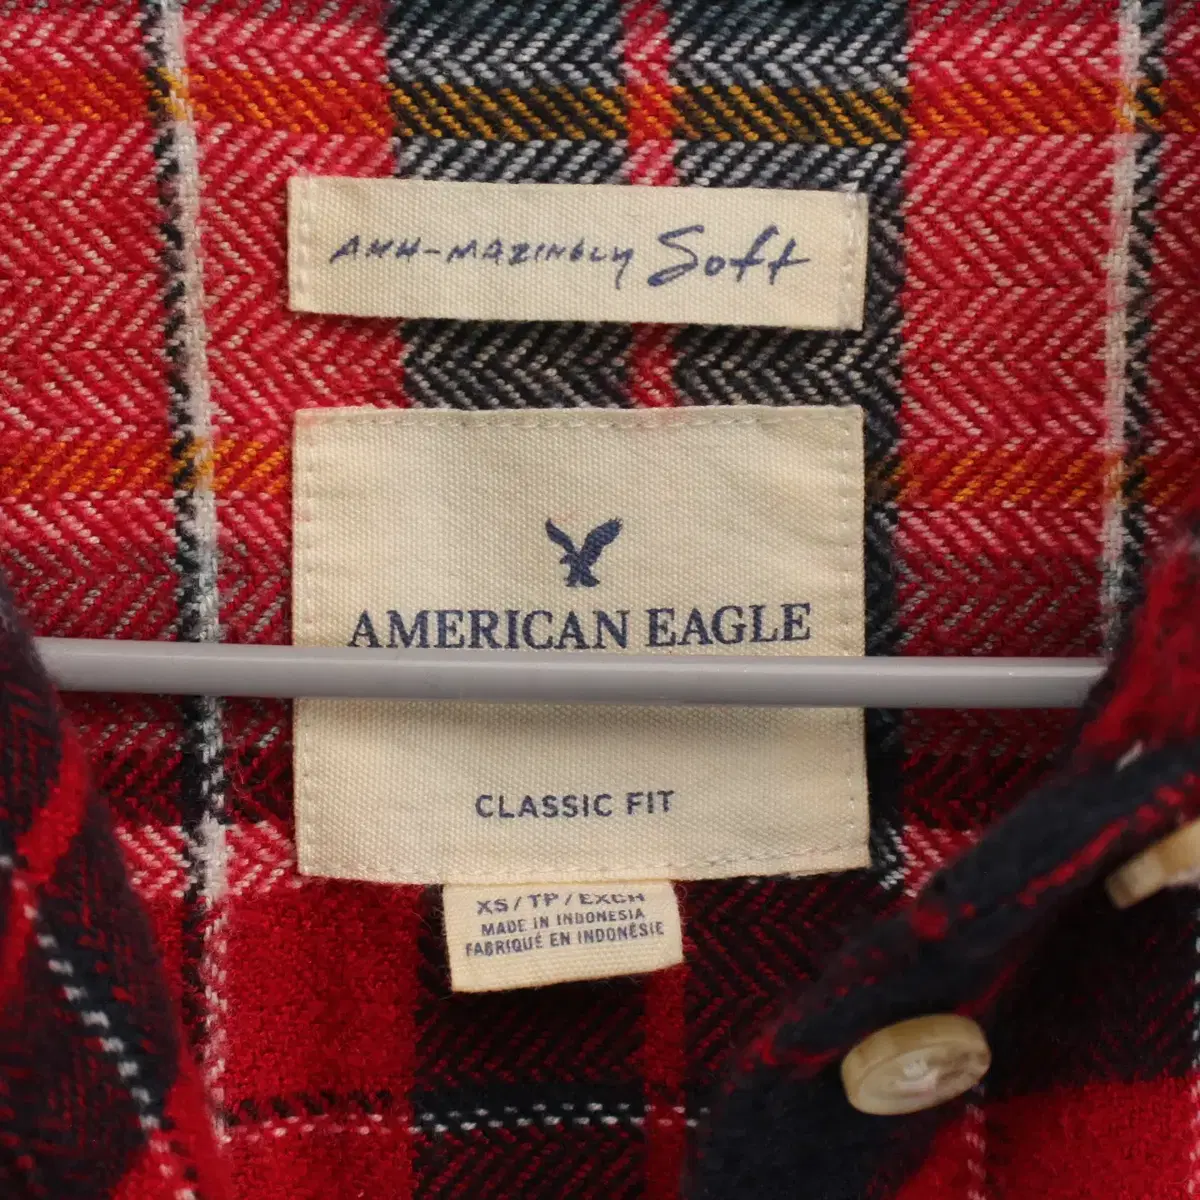 AHH-MAZINGLY Soft
AMERICAN EAGLE
CLASSIC FIT
XS/TP/EXCH
MADE IN INDONESIA
FABRIQUÉ EN INDONÉSIE